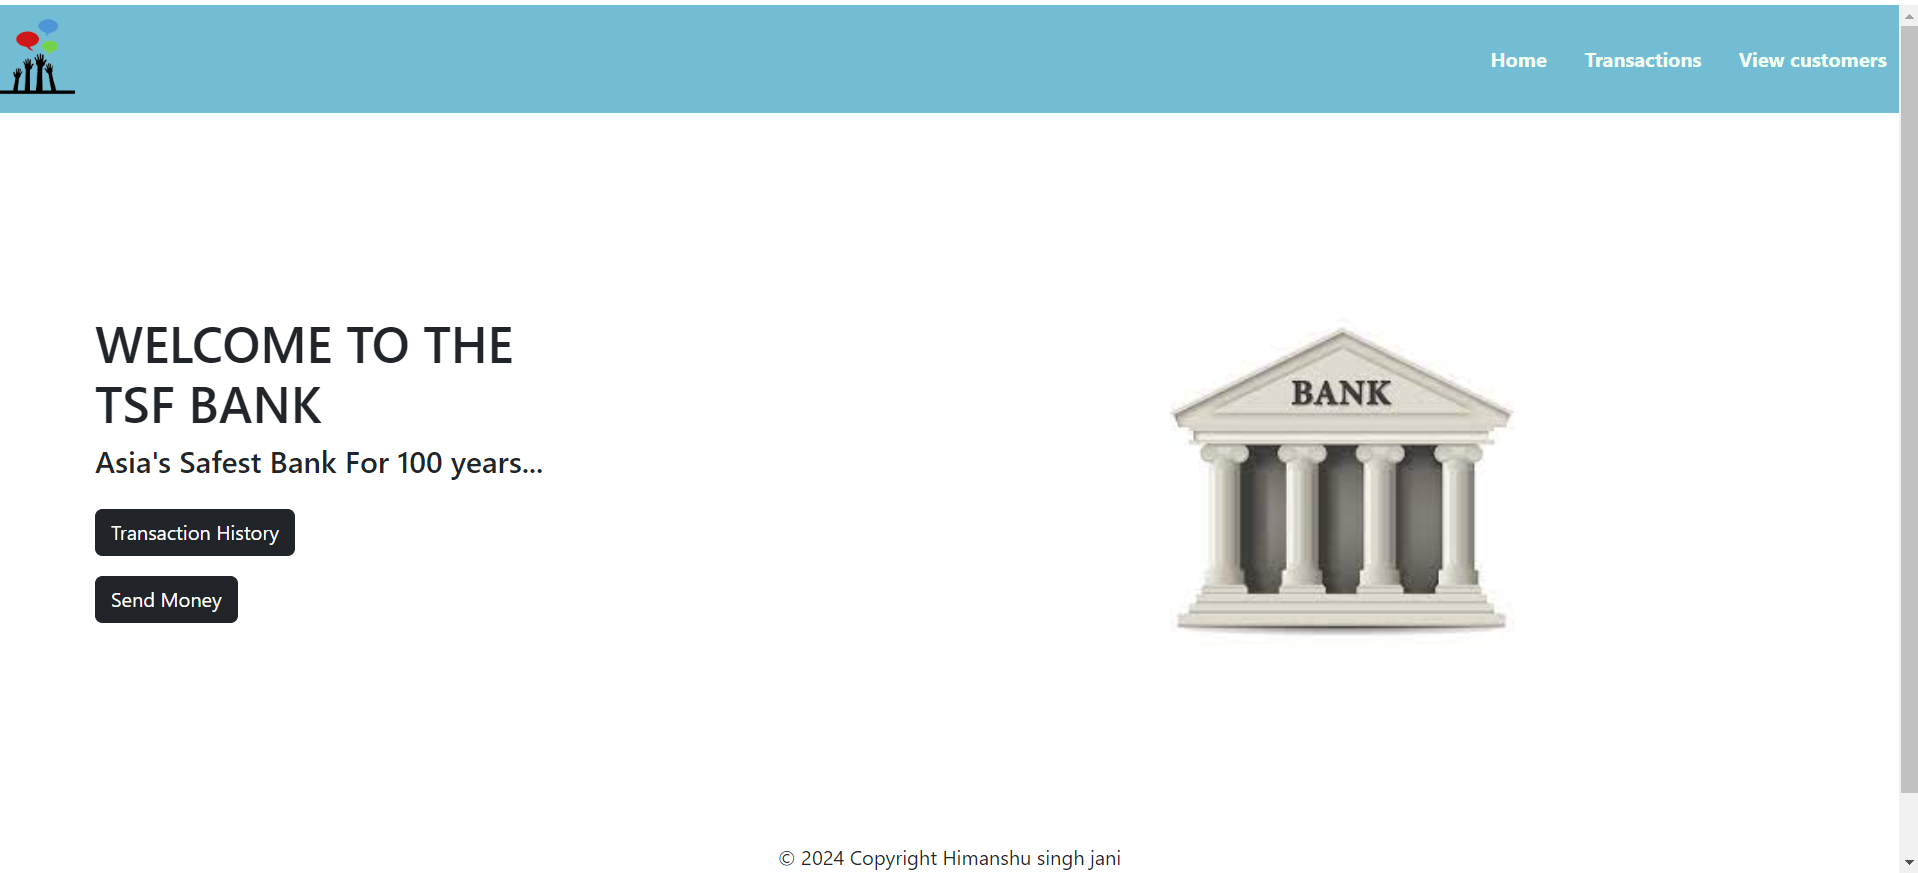 Home Transactions View customers
WELCOME TO THE
TSF BANK
Asia's Safest Bank For 100 years...
Transaction History
Send Money
BANK
© 2024 Copyright Himanshu singh jani